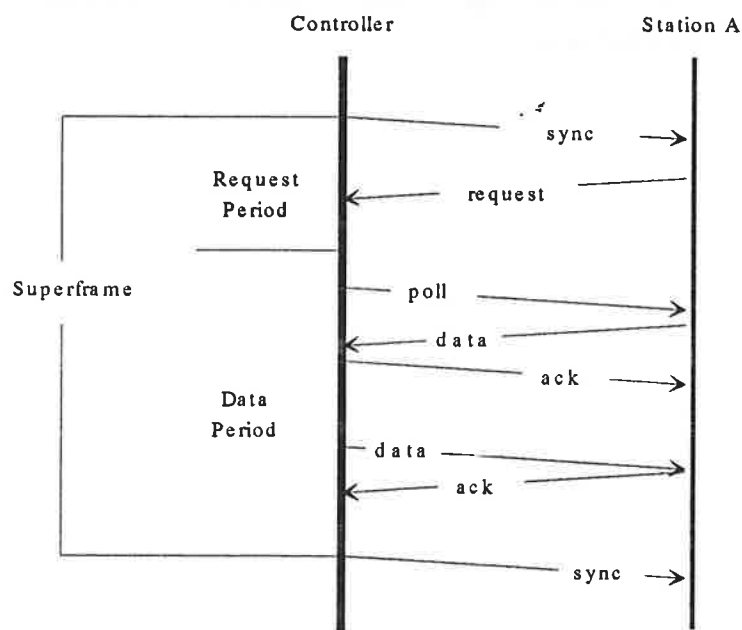 Controller
Station A
sync
Request
Period
request
Superframe
poll
data
ack
Data
Period
data
ack
sync